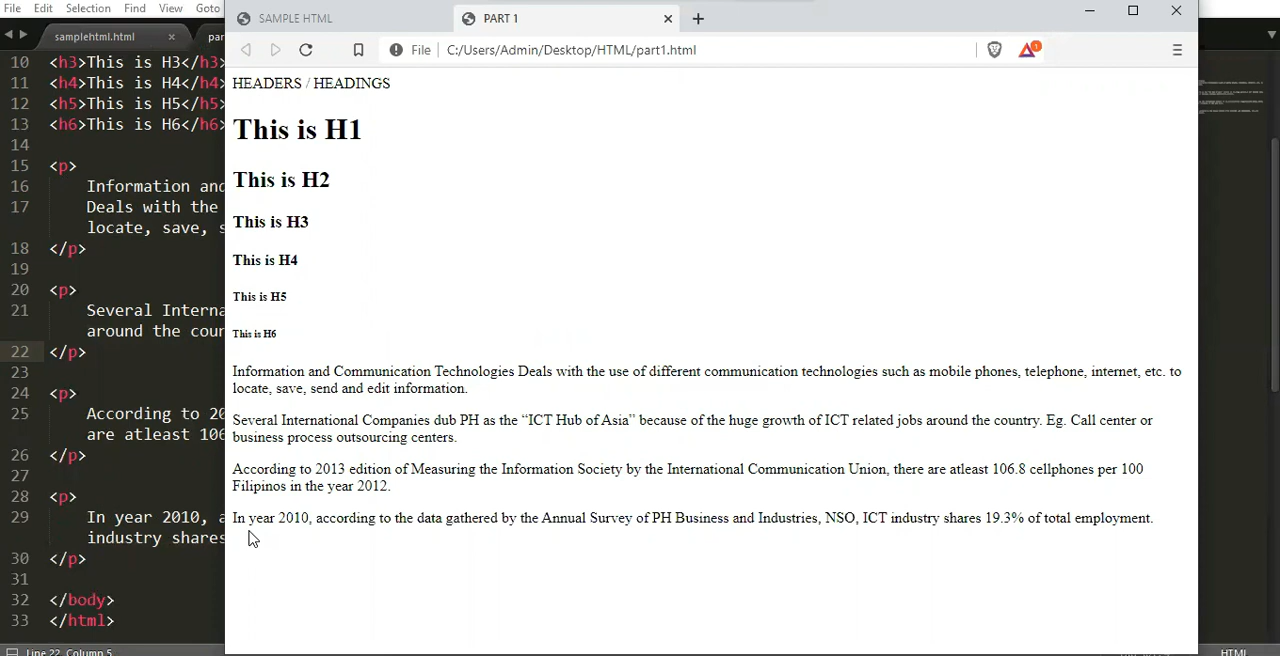 File Edit Selection Find View Goto
samplehtml.html
10 <h3>This is H3</h3>
11 <h4>This is H4</h4
12 <h5>This is H5</h5>
13 <h6>This is H6</h6>
14
15 <p>
16 Information and
17 Deals with the
locate, save, s
18 </p>
19
20 <p>
21 Several Interna
around the cour
22 </p>
23
24 <p>
25 According to 20
are atleast 106
26 </p>
27
28 <p>
29 In year 2010, a
industry shares
30 </p>
31
32 </body>
33 </html>
Line 22, Column 5
HTML
SAMPLE HTML
PART 1
File C:/Users/Admin/Desktop/HTML/part1.html
1
HEADERS / HEADINGS
This is H1
This is H2
This is H3
This is H4
This is H5
This is H6
Information and Communication Technologies Deals with the use of different communication technologies such as mobile phones, telephone, internet, etc. to
locate, save, send and edit information.
Several International Companies dub PH as the “ICT Hub of Asia” because of the huge growth of ICT related jobs around the country. Eg. Call center or
business process outsourcing centers.
According to 2013 edition of Measuring the Information Society by the International Communication Union, there are atleast 106.8 cellphones per 100
Filipinos in the year 2012.
In year 2010, according to the data gathered by the Annual Survey of PH Business and Industries, NSO, ICT industry shares 19.3% of total employment.